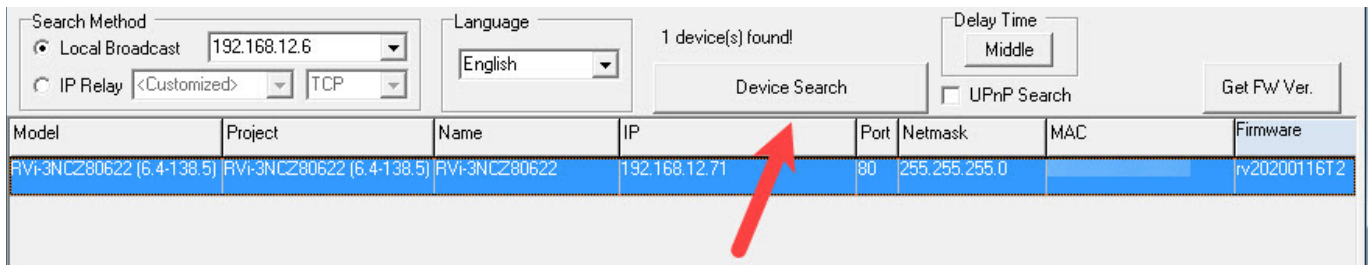 Search Method
Local Broadcast 192.168.12.6
IP Relay <Customized> TCP
Language
English
1 device(s) found!
Device Search
Delay Time
Middle
UPnP Search
Get FW Ver.
Model Project Name IP Port Netmask MAC Firmware
RVi-3NCZ80622 (6.4-138.5) RVi-3NCZ80622 (6.4-138.5) RVi-3NCZ80622 192.168.12.71 80 255.255.255.0 rv20200116T2